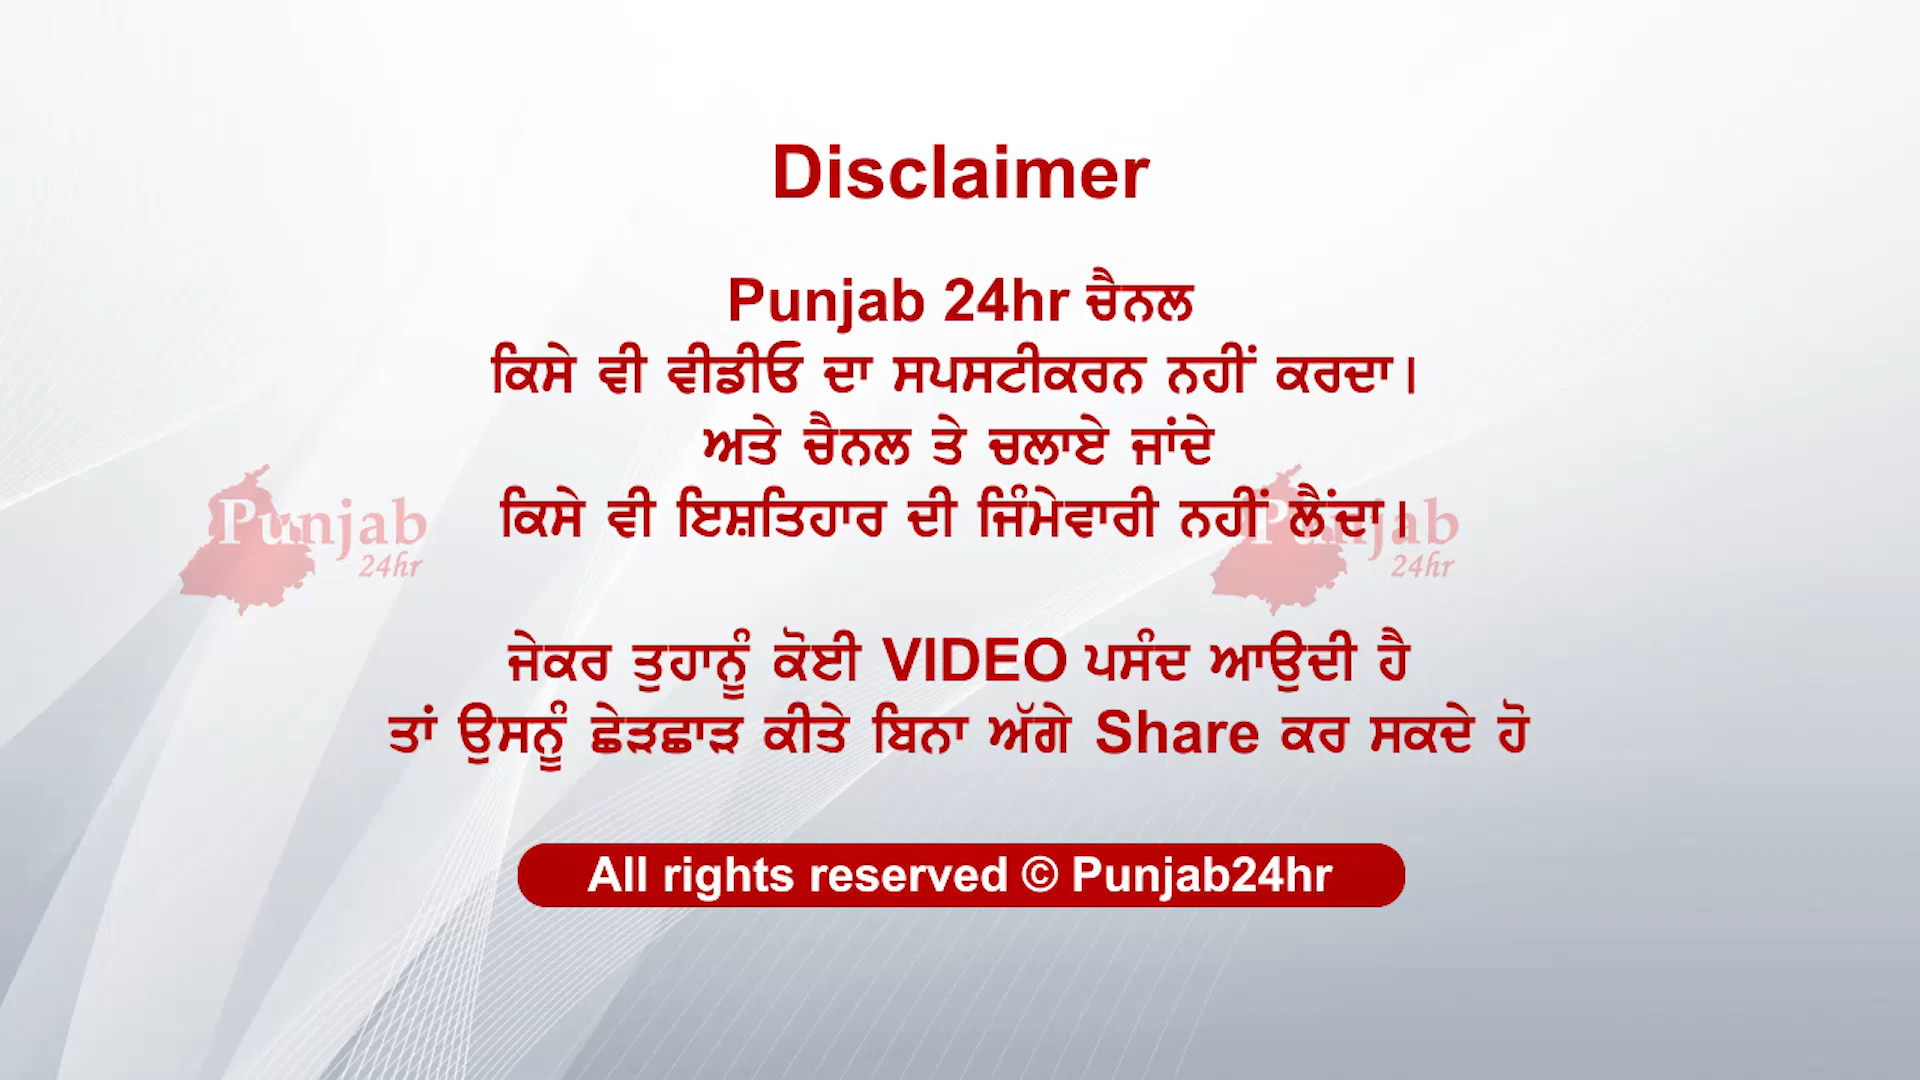 Disclaimer
Punjab 24hr ਚੈਨਲ
ਕਿਸੇ ਵੀ ਵੀਡੀਓ ਦਾ ਸਪਸਟੀਕਰਨ ਨਹੀਂ ਕਰਦਾ।
ਅਤੇ ਚੈਨਲ ਤੇ ਚਲਾਏ ਜਾਂਦੇ
ਕਿਸੇ ਵੀ ਇਸ਼ਤਿਹਾਰ ਦੀ ਜਿੰਮੇਵਾਰੀ ਨਹੀਂ ਲੈਂਦਾ।
Punjab
24hr
Punjab
24hr
ਜੇਕਰ ਤੁਹਾਨੂੰ ਕੋਈ VIDEO ਪਸੰਦ ਆਉਦੀ ਹੈ
ਤਾਂ ਉਸਨੂੰ ਛੇੜਛਾੜ ਕੀਤੇ ਬਿਨਾ ਅੱਗੇ Share ਕਰ ਸਕਦੇ ਹੋ
All rights reserved © Punjab24hr